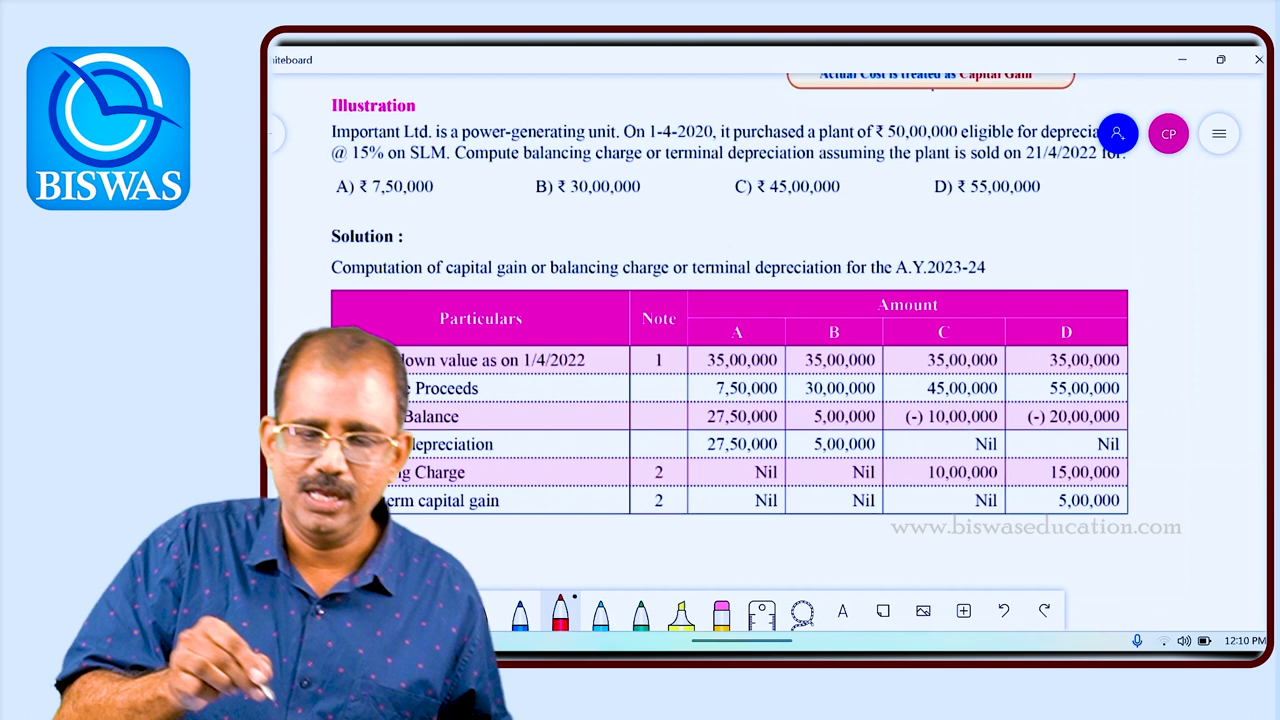 BISWAS
iteboard
Actual Cost is treated as Capital Gain
Illustration
Important Ltd. is a power-generating unit. On 1-4-2020, it purchased a plant of ₹ 50,00,000 eligible for
@ 15% on SLM. Compute balancing charge or terminal depreciation assuming the plant is sold on 21/4/2022 for:
CP
A) ₹ 7,50,000 B) ₹ 30,00,000 C) ₹ 45,00,000 D) ₹ 55,00,000
Solution :
Computation of capital gain or balancing charge or terminal depreciation for the A.Y.2023-24
Particulars Note Amount
A B C D
down value as on 1/4/2022 1 35,00,000 35,00,000 35,00,000 35,00,000
Proceeds 7,50,000 30,00,000 45,00,000 55,00,000
Balance 27,50,000 5,00,000 (-) 10,00,000 (-) 20,00,000
depreciation 27,50,000 5,00,000 Nil Nil
Charge 2 Nil Nil 10,00,000 15,00,000
capital gain 2 Nil Nil Nil 5,00,000
www.biswaseducation.com
A
12:10 PM